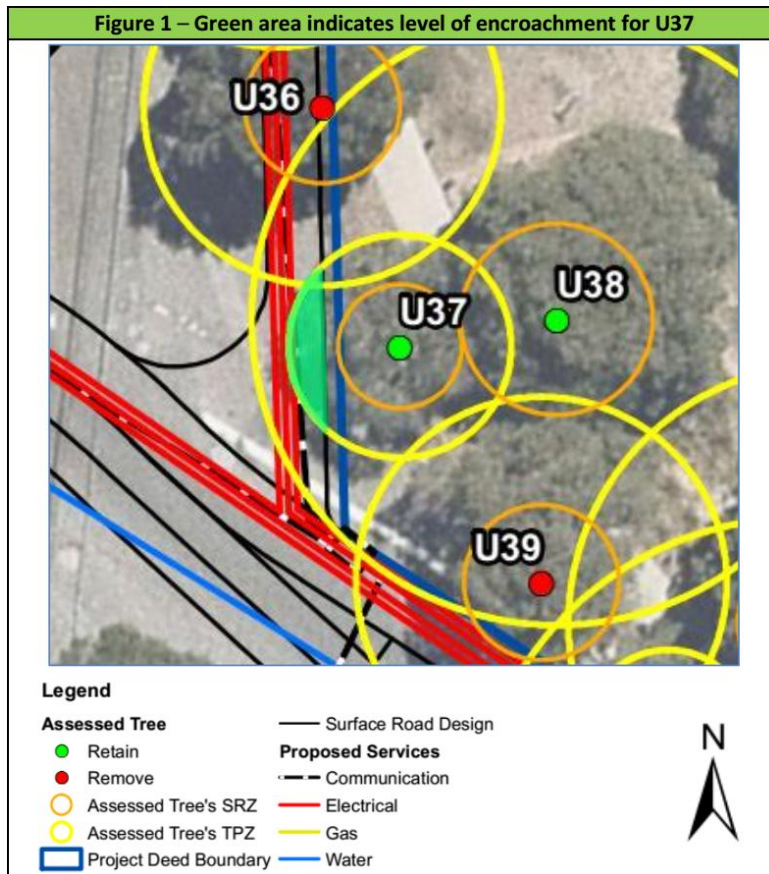 Figure 1 – Green area indicates level of encroachment for U37
U36
U38
U37
U39
Legend
Assessed Tree
Retain
Remove
Assessed Tree's SRZ
Assessed Tree's TPZ
Project Deed Boundary
Surface Road Design
Proposed Services
Communication
Electrical
Gas
Water
N